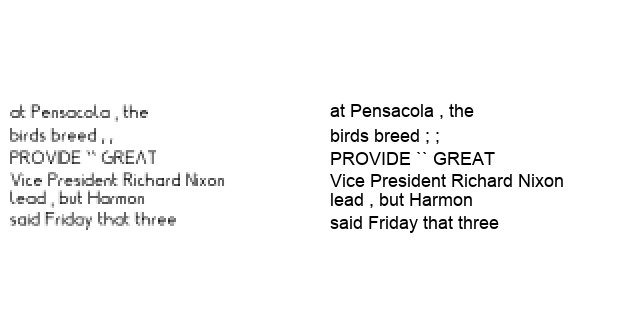 at Pensacola , the
birds breed , ,
PROVIDE `` GREAT
Vice President Richard Nixon
lead , but Harmon
said Friday that three
at Pensacola , the
birds breed ; ;
PROVIDE `` GREAT
Vice President Richard Nixon
lead , but Harmon
said Friday that three